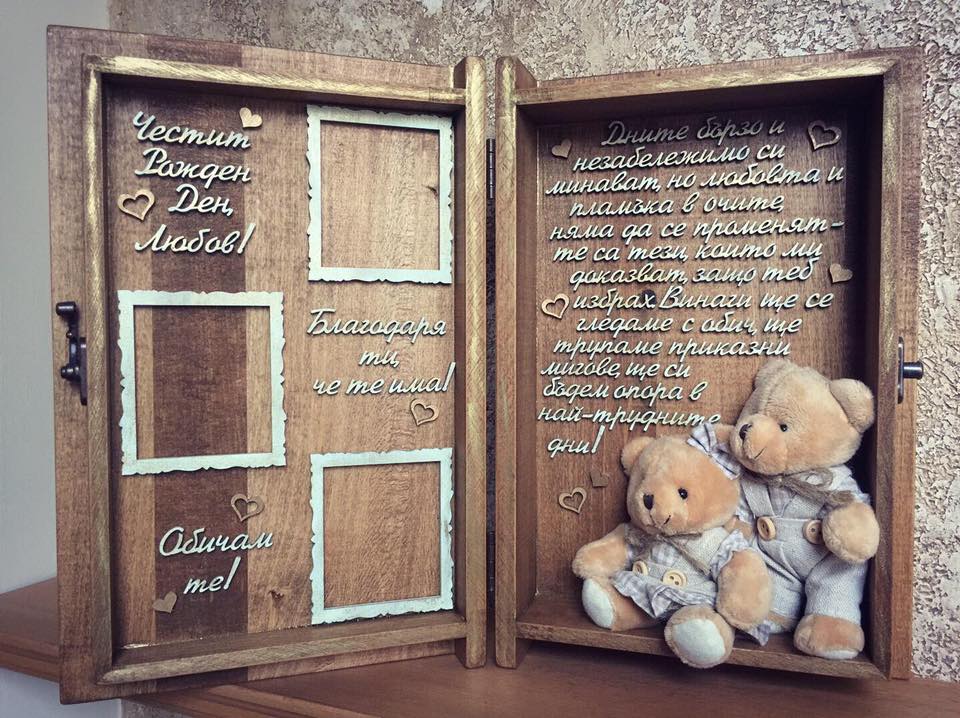 Честит
Рожден
Ден,
Любов!
Благодаря
ти,
че те има!
Обичам
те!
Дните бързо и
незабележимо си
минават, но любовта и
пламъка в очите,
няма да се променят-
те са тези, които ми
доказват, защо теб
избрах. Винаги ще се
гледаме с обич, ще
трупаме приказни
мигове, ще си
бъдем опора в
най-трудните
дни!